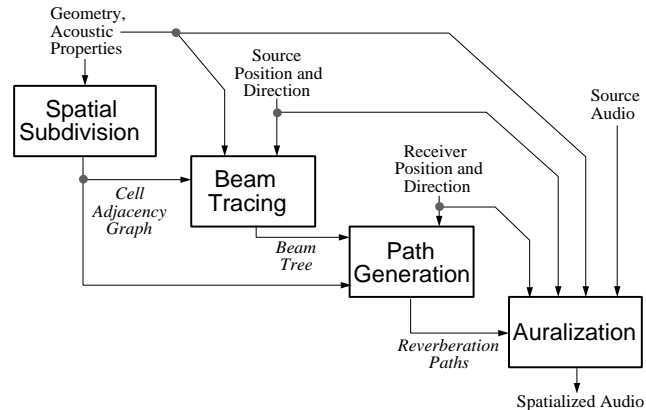 Geometry,
Acoustic
Properties
Source
Position and
Direction
Source
Audio
Spatial
Subdivision
Receiver
Position and
Direction
Beam
Tracing
Cell
Adjacency
Graph
Beam
Tree
Path
Generation
Auralization
Reverberation
Paths
Spatialized Audio